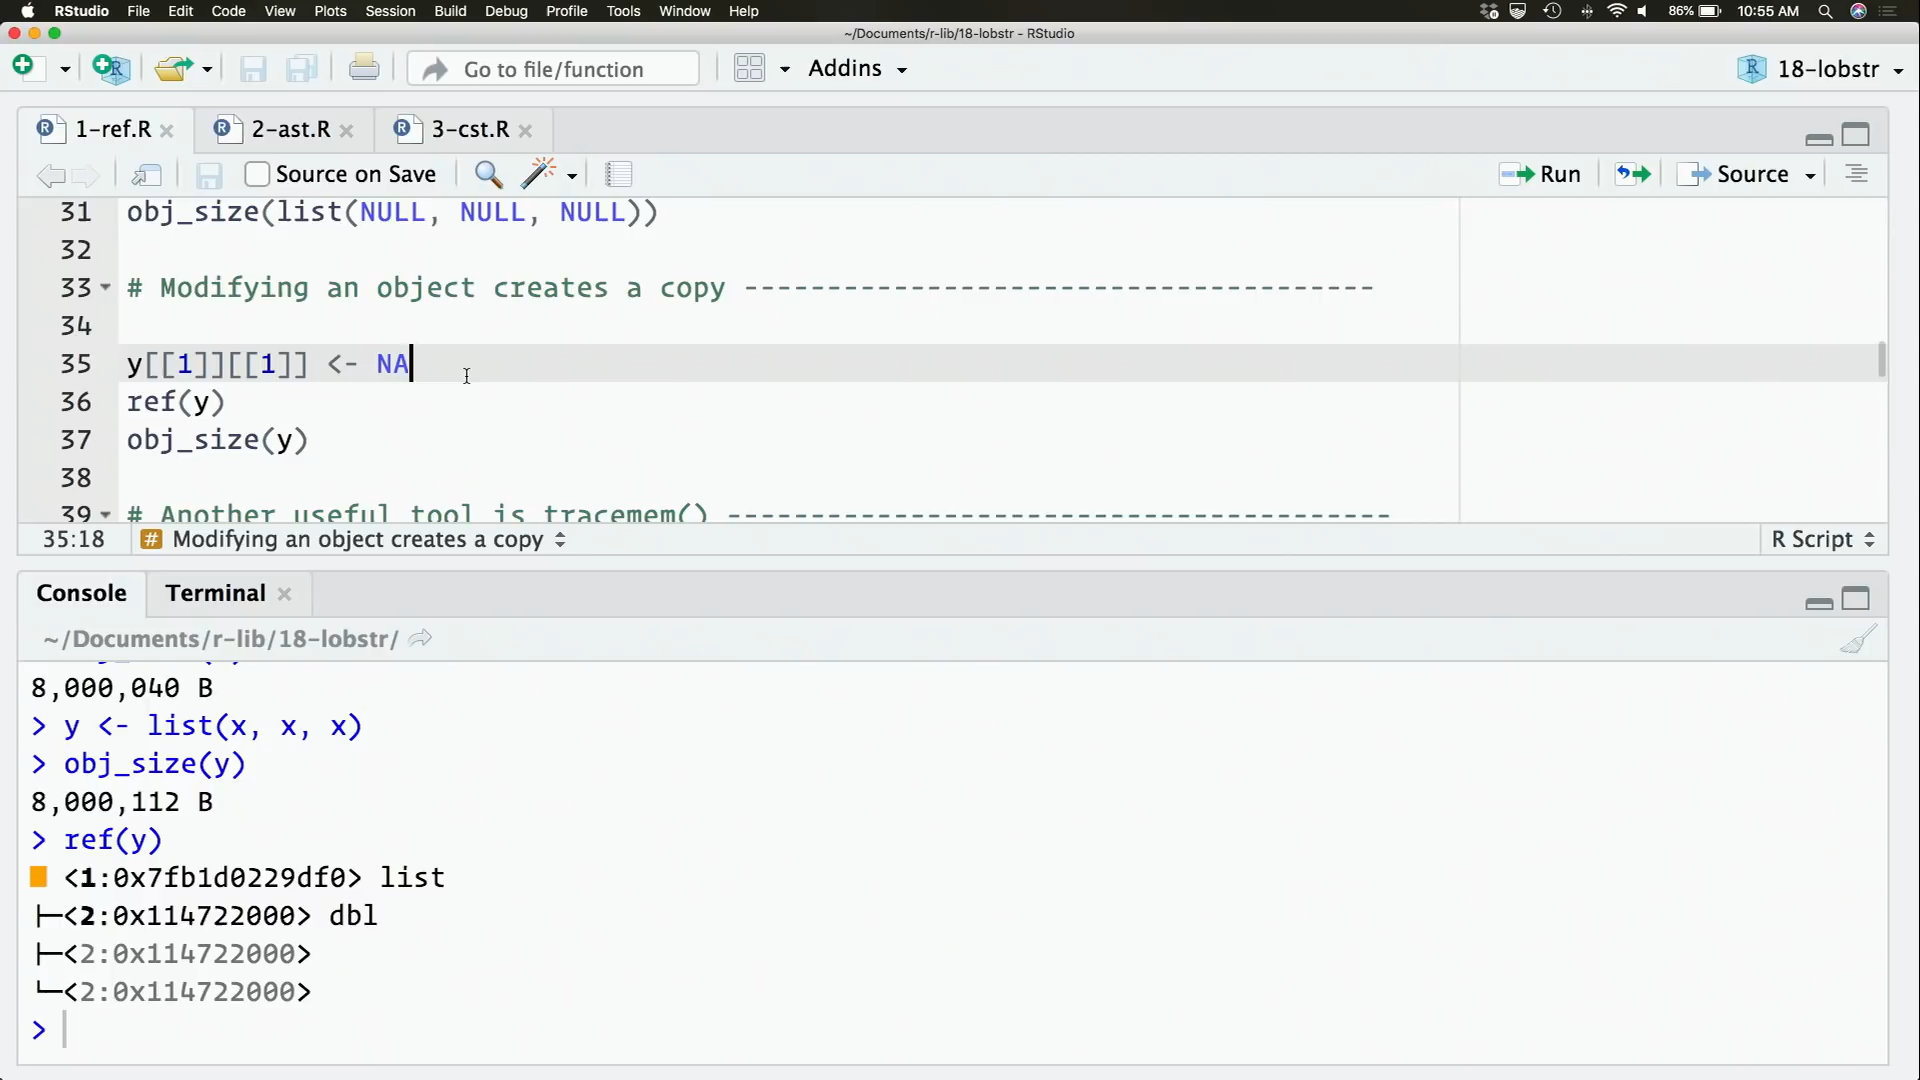 RStudio File Edit Code View Plots Session Build Debug Profile Tools Window Help 86% 10:55 AM
~/Documents/r-lib/18-lobstr - RStudio
Go to file/function Addins 18-lobstr
1-ref.R 2-ast.R 3-cst.R
Source on Save Run Source
31 obj_size(list(NULL, NULL, NULL))
32
33 # Modifying an object creates a copy --------------------------------------
34
35 y[[1]][[1]] <- NA
36 ref(y)
37 obj_size(y)
38
39 # Another useful tool is tracemem() ----------------------------------------
35:18 # Modifying an object creates a copy R Script
Console Terminal
~/Documents/r-lib/18-lobstr/
8,000,040 B
> y <- list(x, x, x)
> obj_size(y)
8,000,112 B
> ref(y)
█ <1:0x7fb1d0229df0> list
├─<2:0x114722000> dbl
├─<2:0x114722000>
└─<2:0x114722000>
>